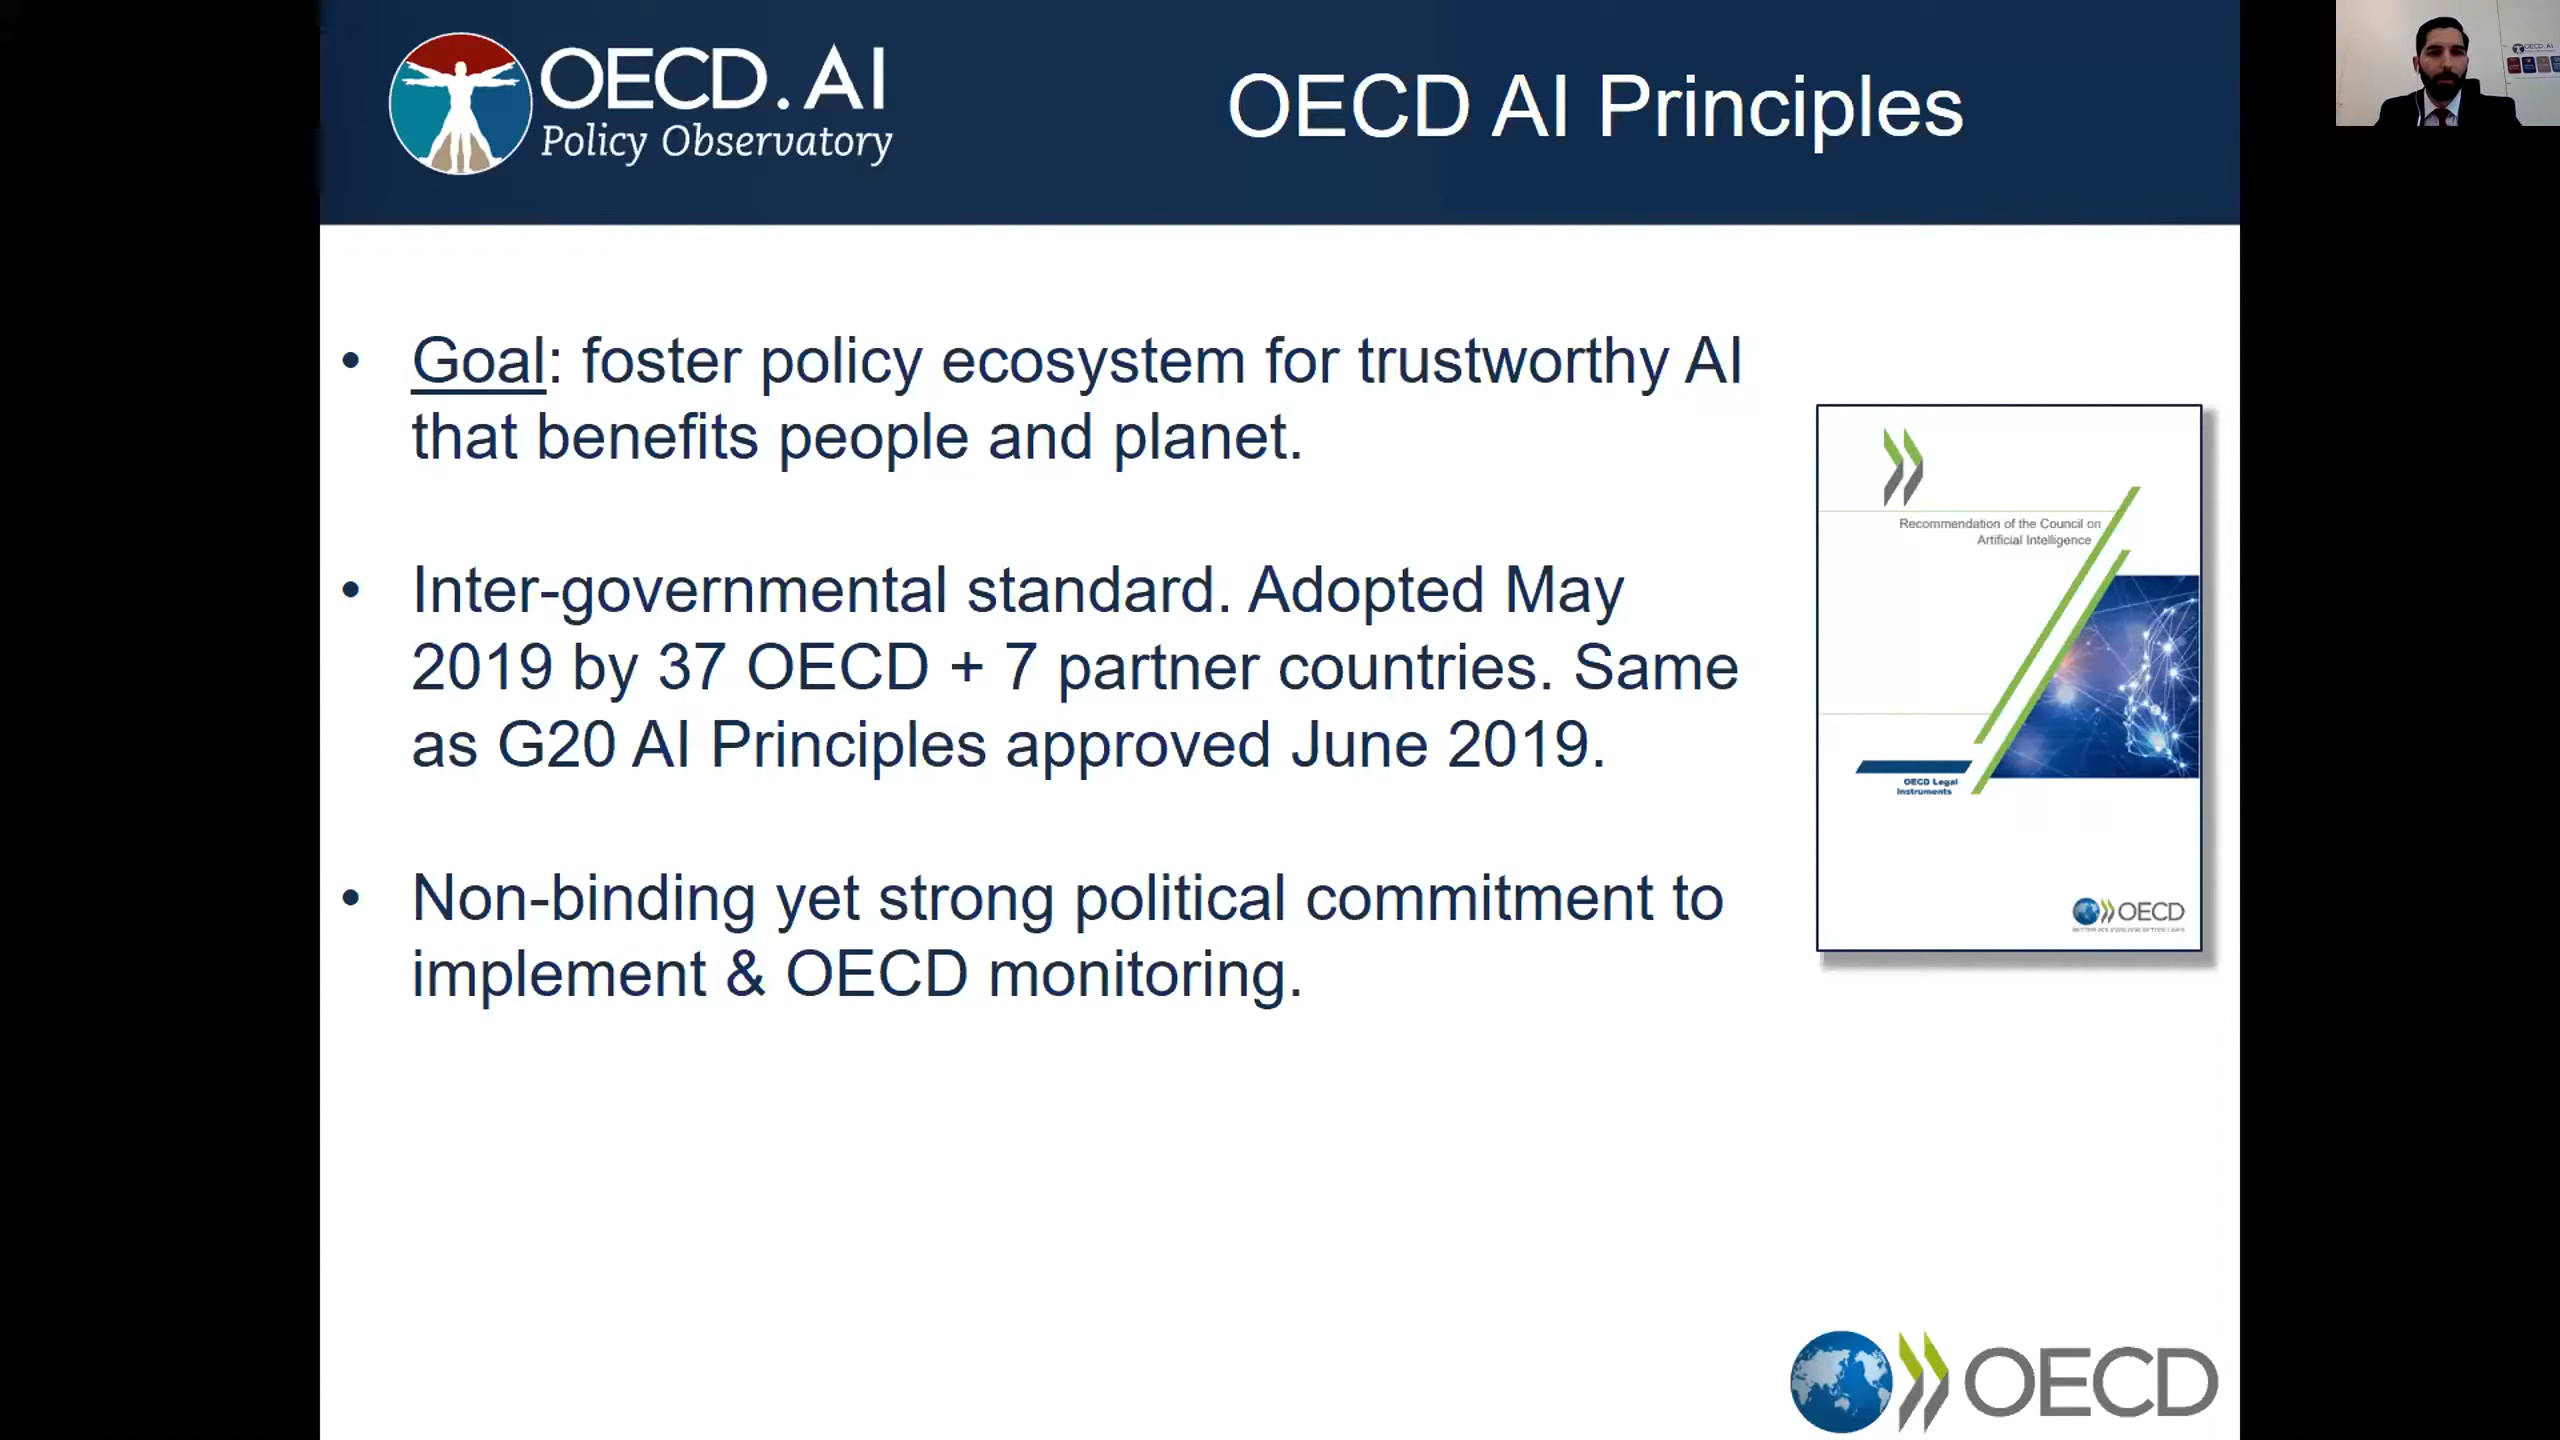 OECD.AI
Policy Observatory
OECD AI Principles
OECD.AI
• Goal: foster policy ecosystem for trustworthy AI
that benefits people and planet.
• Inter-governmental standard. Adopted May
2019 by 37 OECD + 7 partner countries. Same
as G20 AI Principles approved June 2019.
• Non-binding yet strong political commitment to
implement & OECD monitoring.
Recommendation of the Council on
Artificial Intelligence
OECD Legal
Instruments
OECD
OECD